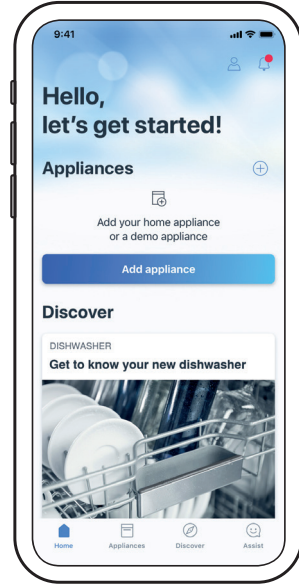 9:41
Hello,
let's get started!
Appliances
Add your home appliance
or a demo appliance
Add appliance
Discover
DISHWASHER
Get to know your new dishwasher
Home
Appliances
Discover
Assist